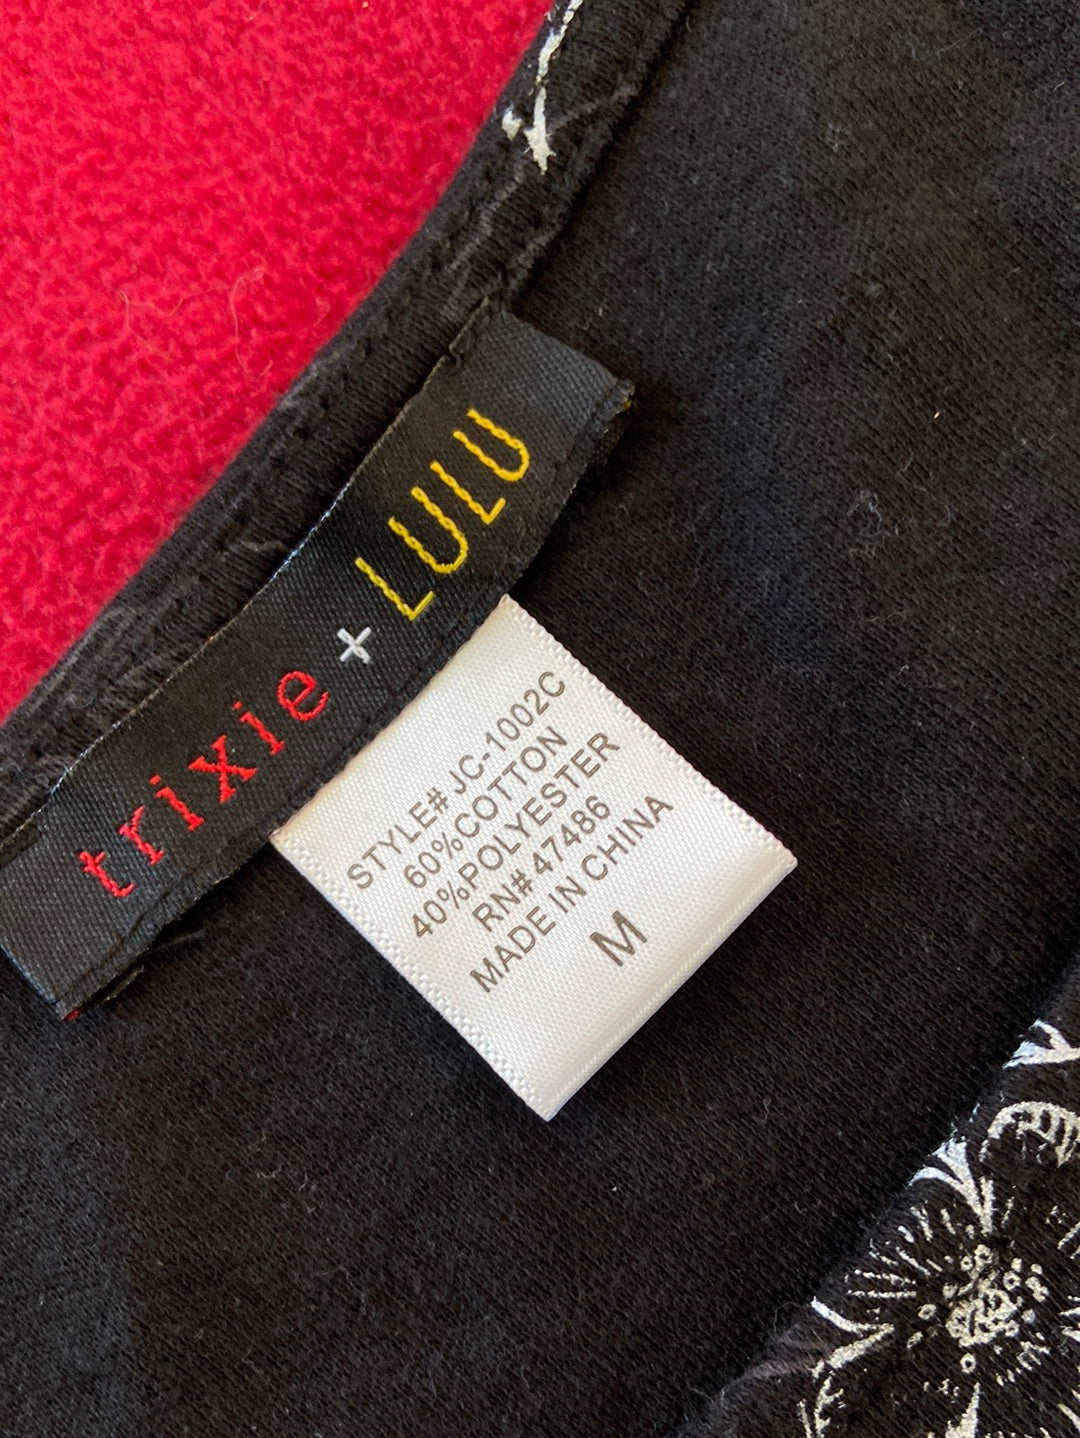 trixie + LULU
STYLE# JC-1002C
60%COTTON
40%POLYESTER
RN# 47486
MADE IN CHINA
M